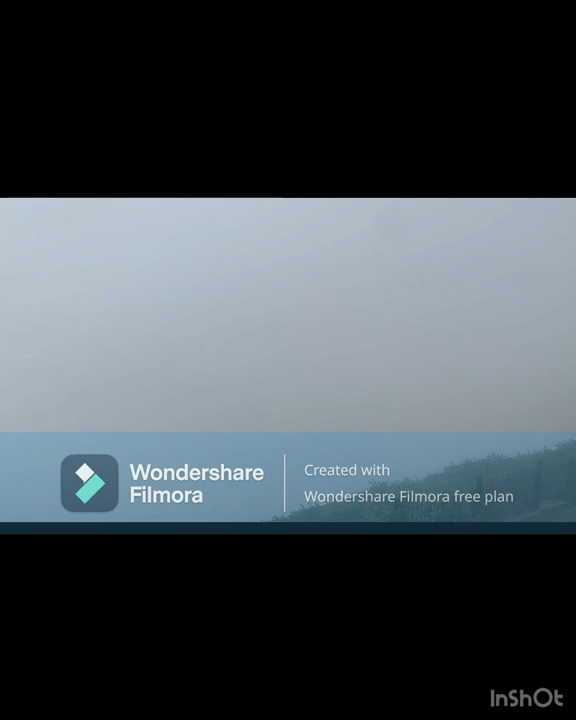 Wondershare
Filmora
Created with
Wondershare Filmora free plan
InShOt